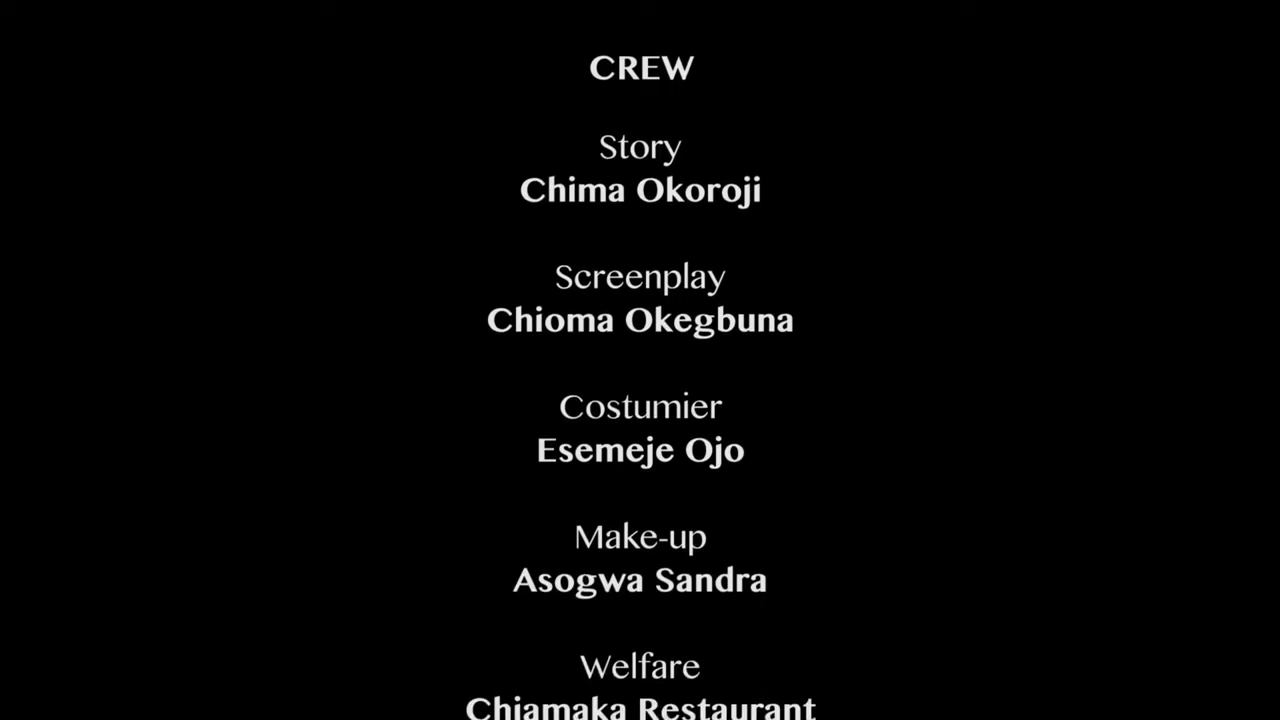 CREW
Story
Chima Okoroji
Screenplay
Chioma Okegbuna
Costumier
Esemeje Ojo
Make-up
Asogwa Sandra
Welfare
Chiamaka Restaurant